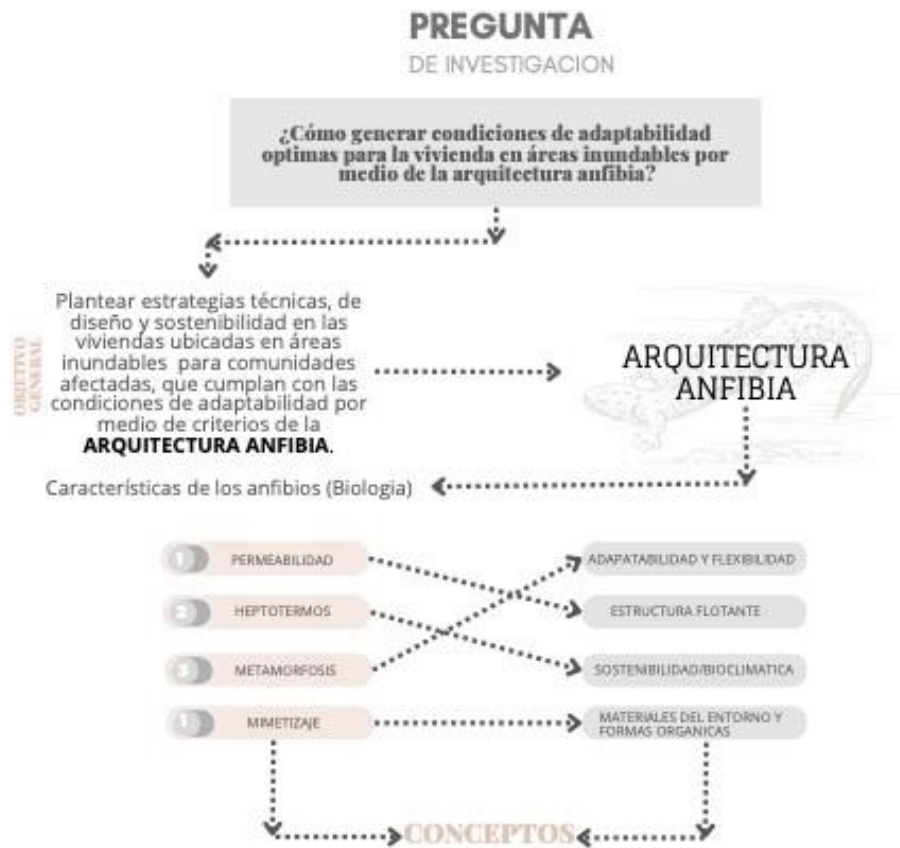 PREGUNTA
DE INVESTIGACION
¿Cómo generar condiciones de adaptabilidad
optimas para la vivienda en áreas inundables por
medio de la arquitectura anfibia?
OBJETIVO
GENERAL
Plantear estrategias técnicas, de
diseño y sostenibilidad en las
viviendas ubicadas en áreas
inundables para comunidades
afectadas, que cumplan con las
condiciones de adaptabilidad por
medio de criterios de la
ARQUITECTURA ANFIBIA.
ARQUITECTURA
ANFIBIA
Características de los anfibios (Biologia)
1 PERMEABILIDAD
ADAPATABILIDAD Y FLEXIBILIDAD
2 HEPTOTERMOS
ESTRUCTURA FLOTANTE
3 METAMORFOSIS
SOSTENIBILIDAD/BIOCLIMATICA
MIMETIZAJE
MATERIALES DEL ENTORNO Y
FORMAS ORGANICAS
CONCEPTOS